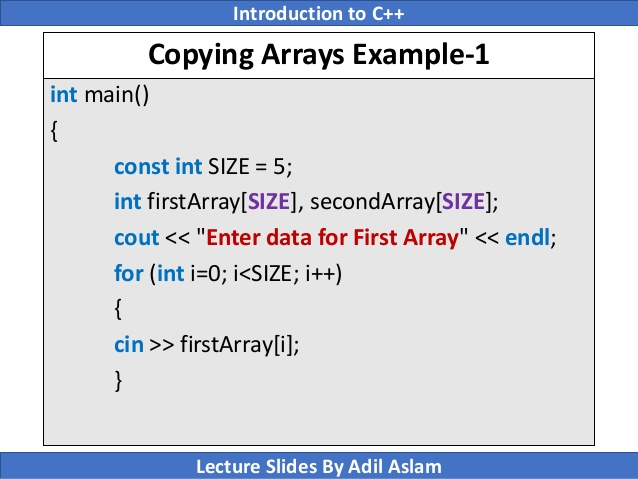 Introduction to C++
Copying Arrays Example-1
int main()
{
const int SIZE = 5;
int firstArray[SIZE], secondArray[SIZE];
cout << "Enter data for First Array" << endl;
for (int i=0; i<SIZE; i++)
{
cin >> firstArray[i];
}
Lecture Slides By Adil Aslam